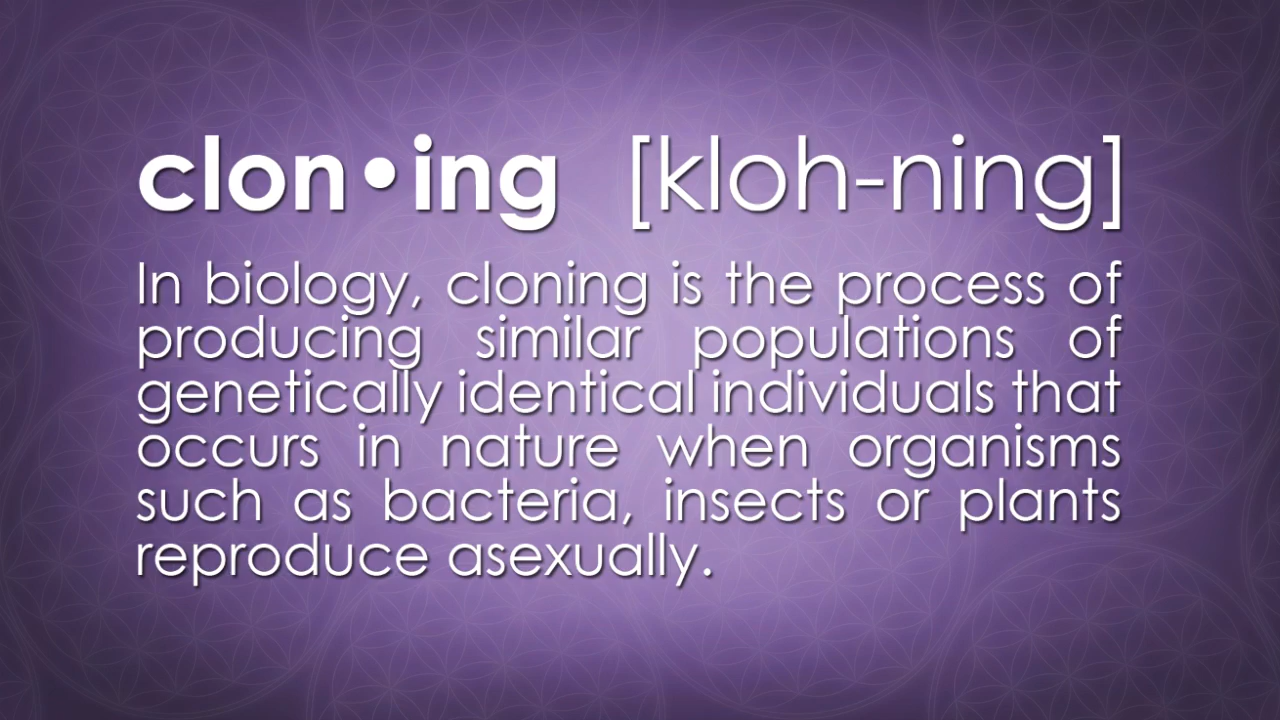 clon•ing [kloh-ning]
In biology, cloning is the process of
producing similar populations of
genetically identical individuals that
occurs in nature when organisms
such as bacteria, insects or plants
reproduce asexually.